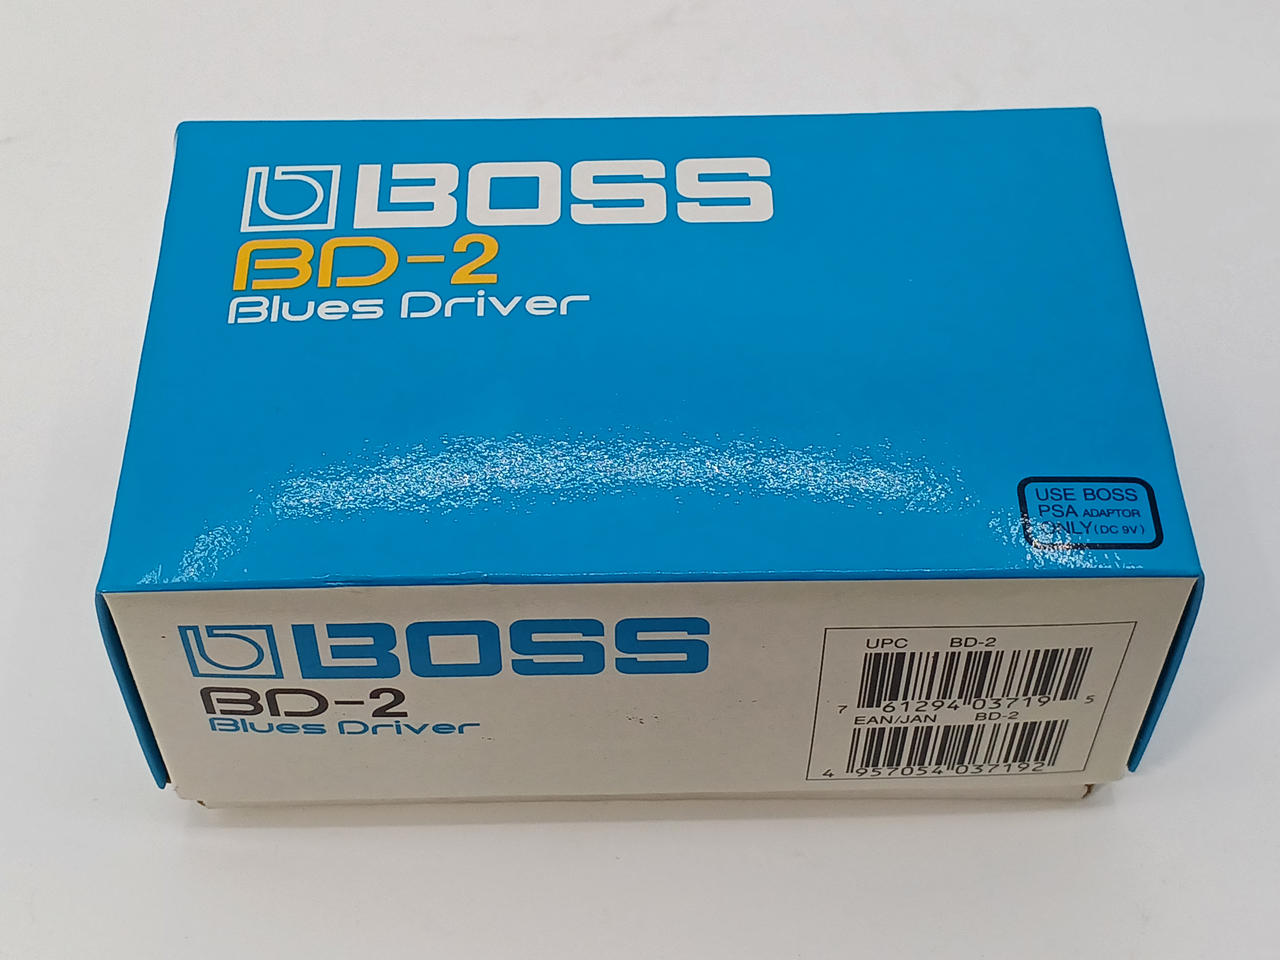 BOSS
BD-2
Blues Driver
USE BOSS
PSA ADAPTOR
ONLY (DC 9V)
BOSS
BD-2
Blues Driver
UPC BD-2
7 61294 03719 5
EAN/JAN BD-2
4 957054 037192